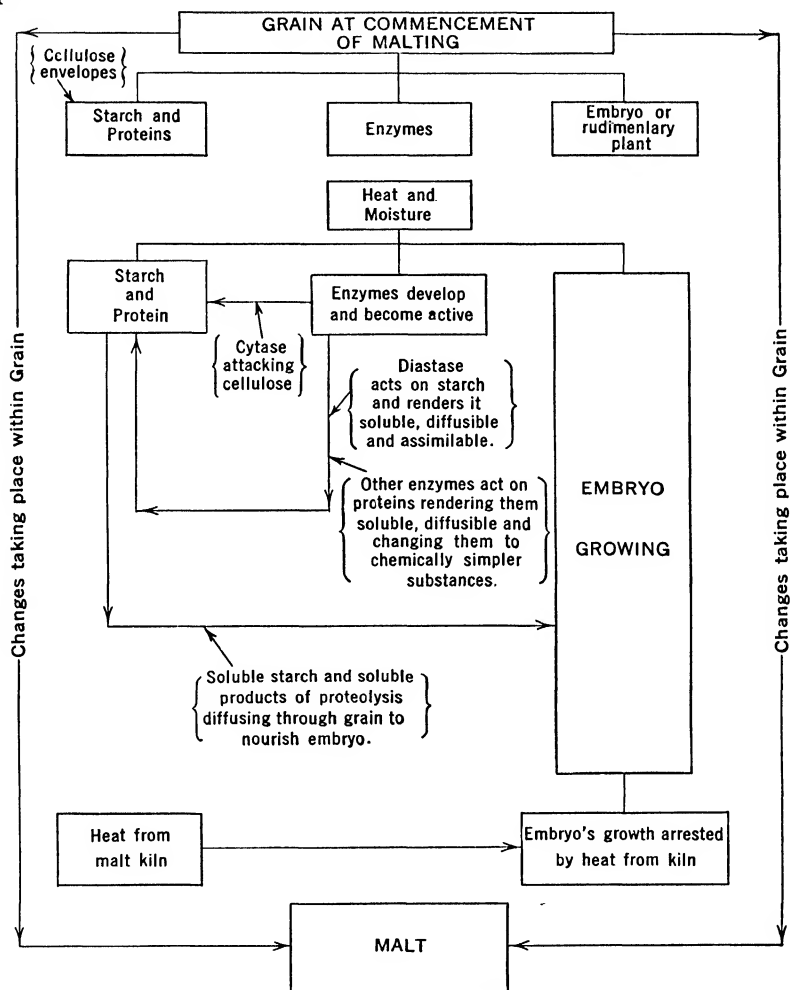 GRAIN AT COMMENCEMENT
OF MALTING
Cellulose
envelopes
Starch and
Proteins
Enzymes
Embryo or
rudimenlary
plant
Heat and
Moisture
Starch
and
Protein
Enzymes develop
and become active
Cytase
attacking
cellulose
Diastase
acts on starch
and renders it
soluble, diffusible
and assimilable.
Other enzymes act on
proteins rendering them
soluble, diffusible and
changing them to
chemically simpler
substances.
EMBRYO
GROWING
Changes taking place within Grain
Changes taking place within Grain
Soluble starch and soluble
products of proteolysis
diffusing through grain to
nourish embryo.
Heat from
malt kiln
Embryo's growth arrested
by heat from kiln
MALT